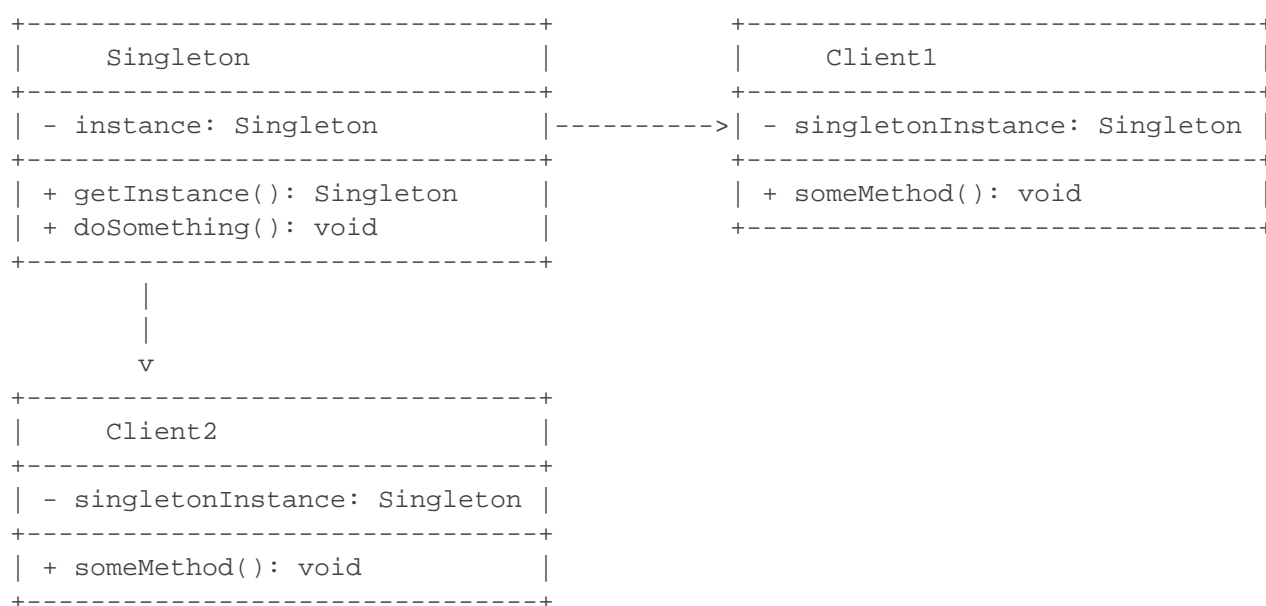 Singleton
- instance: Singleton
+ getInstance(): Singleton
+ doSomething(): void
Client1
- singletonInstance: Singleton
+ someMethod(): void
Client2
- singletonInstance: Singleton
+ someMethod(): void